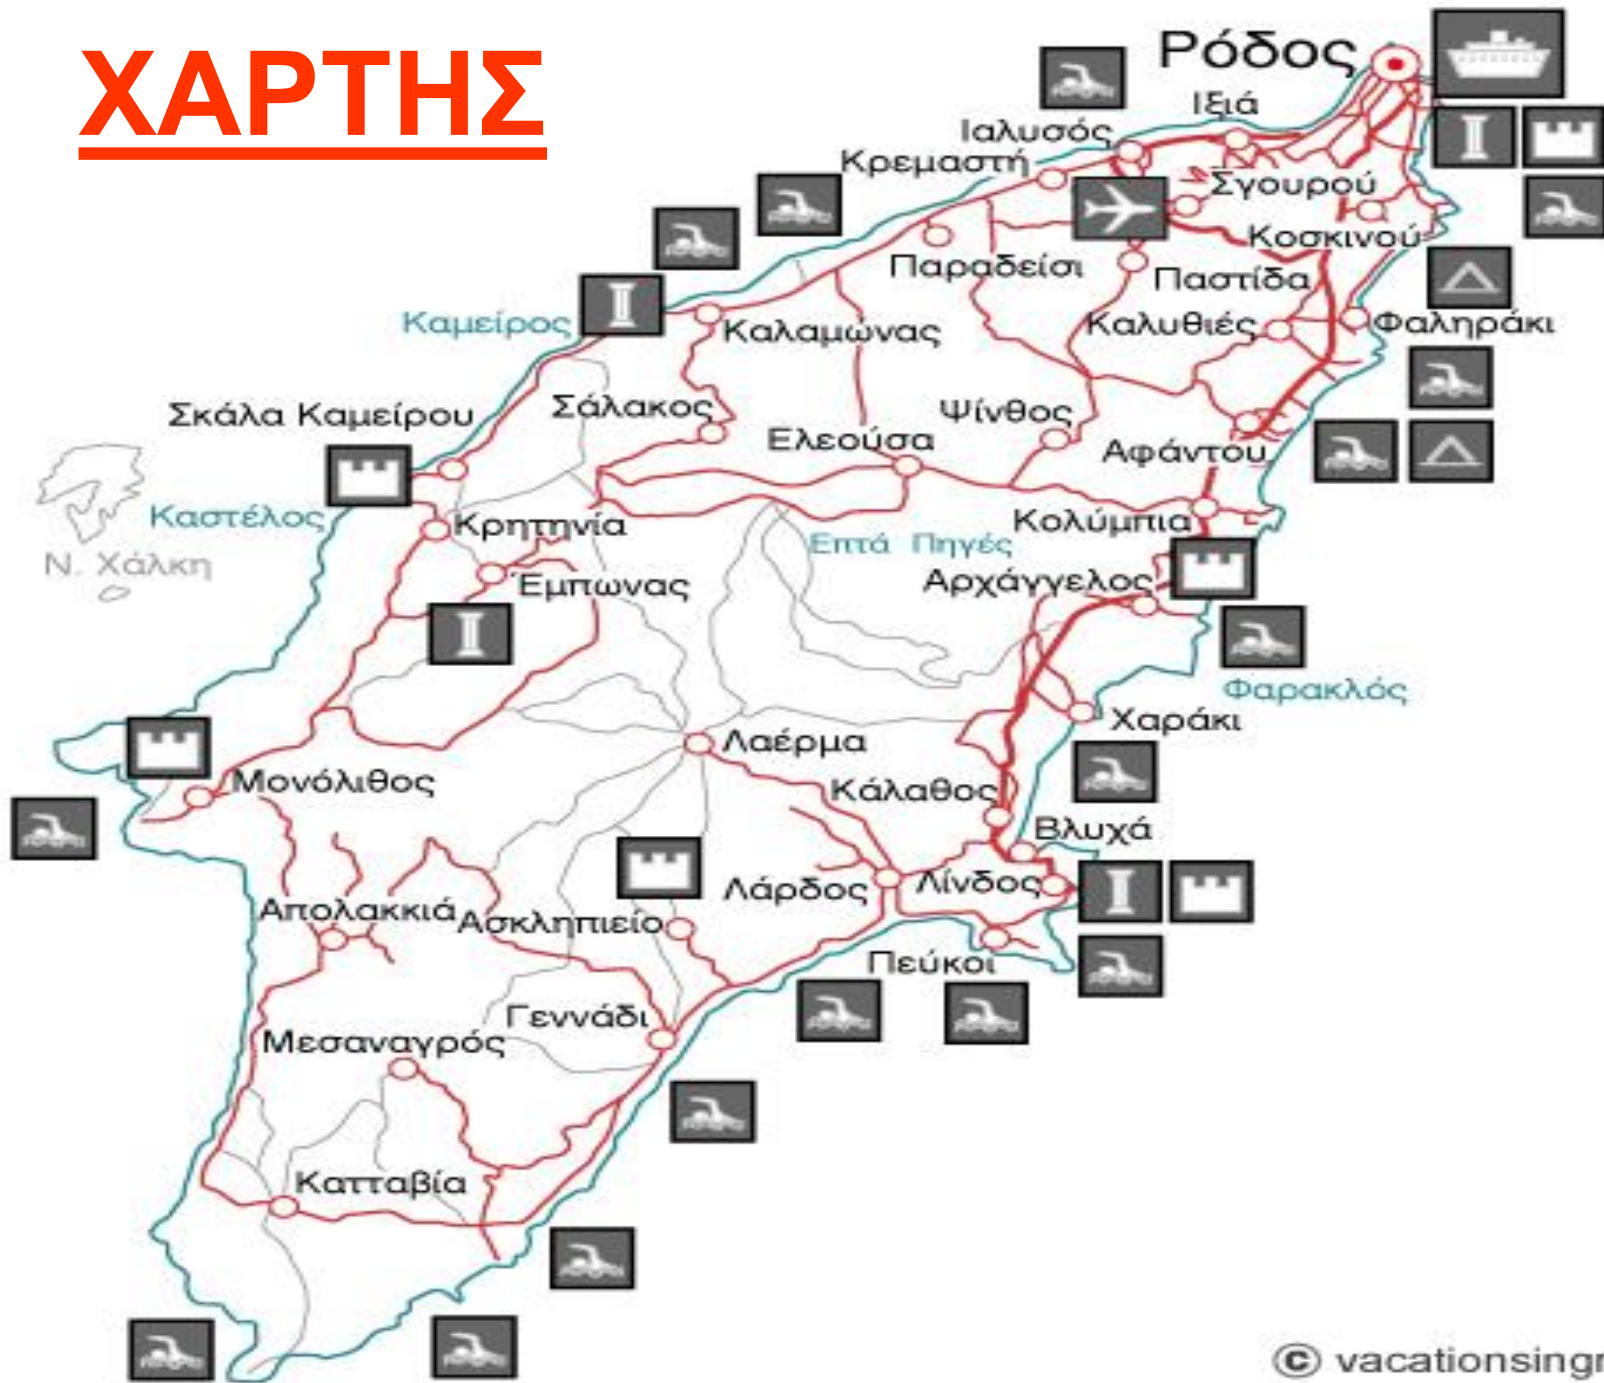 ΧΑΡΤΗΣ
Ρόδος
Ιξιά
Ιαλυσός
Κρεμαστή
Σγουρού
Κοσκινού
Παραδείσι
Παστίδα
Καμείρος
Καλαμώνας
Καλυθιές
Φαληράκι
Σκάλα Καμείρου
Σάλακος
Ψίνθος
Ελεούσα
Αφάντου
Καστέλος
Κρητηνία
Κολύμπια
Επτά Πηγές
Ν. Χάλκη
Έμπωνας
Αρχάγγελος
Φαρακλός
Χαράκι
Λαέρμα
Μονόλιθος
Κάλαθος
Βλυχά
Λάρδος
Λίνδος
Απολακκιά
Ασκληπιείο
Πεύκοι
Γεννάδι
Μεσαναγρός
Κατταβία
© vacationsingr